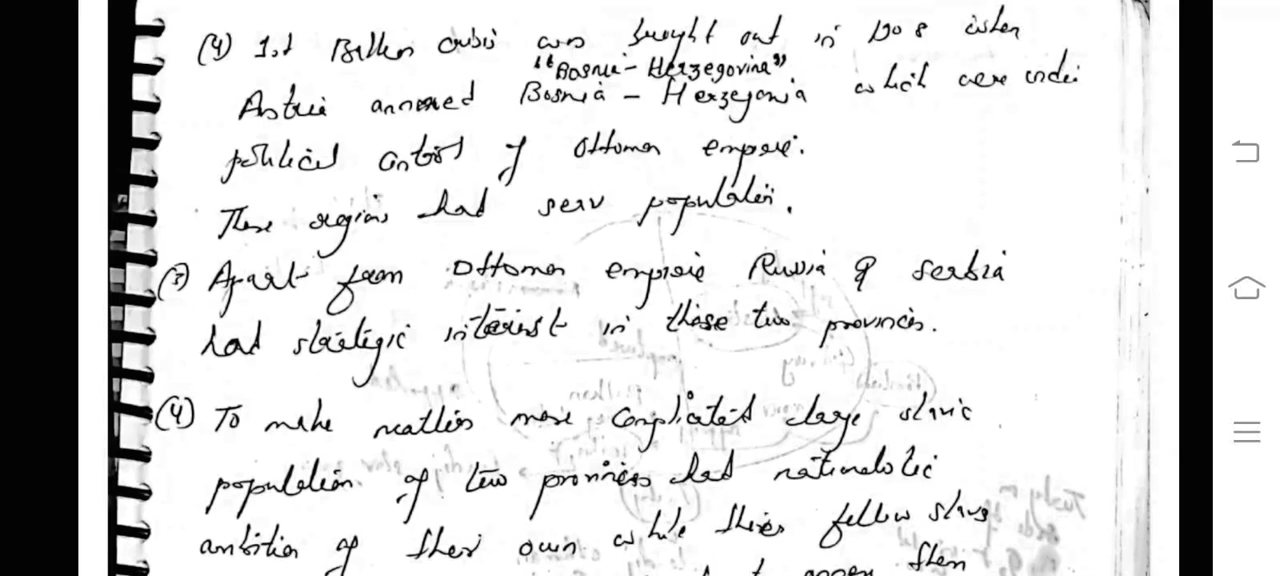 (4) 1st Balkan crisis was brought out in 1908 when
"Bosnia-Herzegovina"
Austria annexed Bosnia - Herzegovina which were under
political control of Ottoman empire.
These regions had serv population.
(3) Apart from Ottoman empire Russia & Serbia
had strategic interest in these two provinces.
(4) To make matters more complicated large slavic
population of two provinces had nationalistic
ambition of their own while their fellow slavs
them